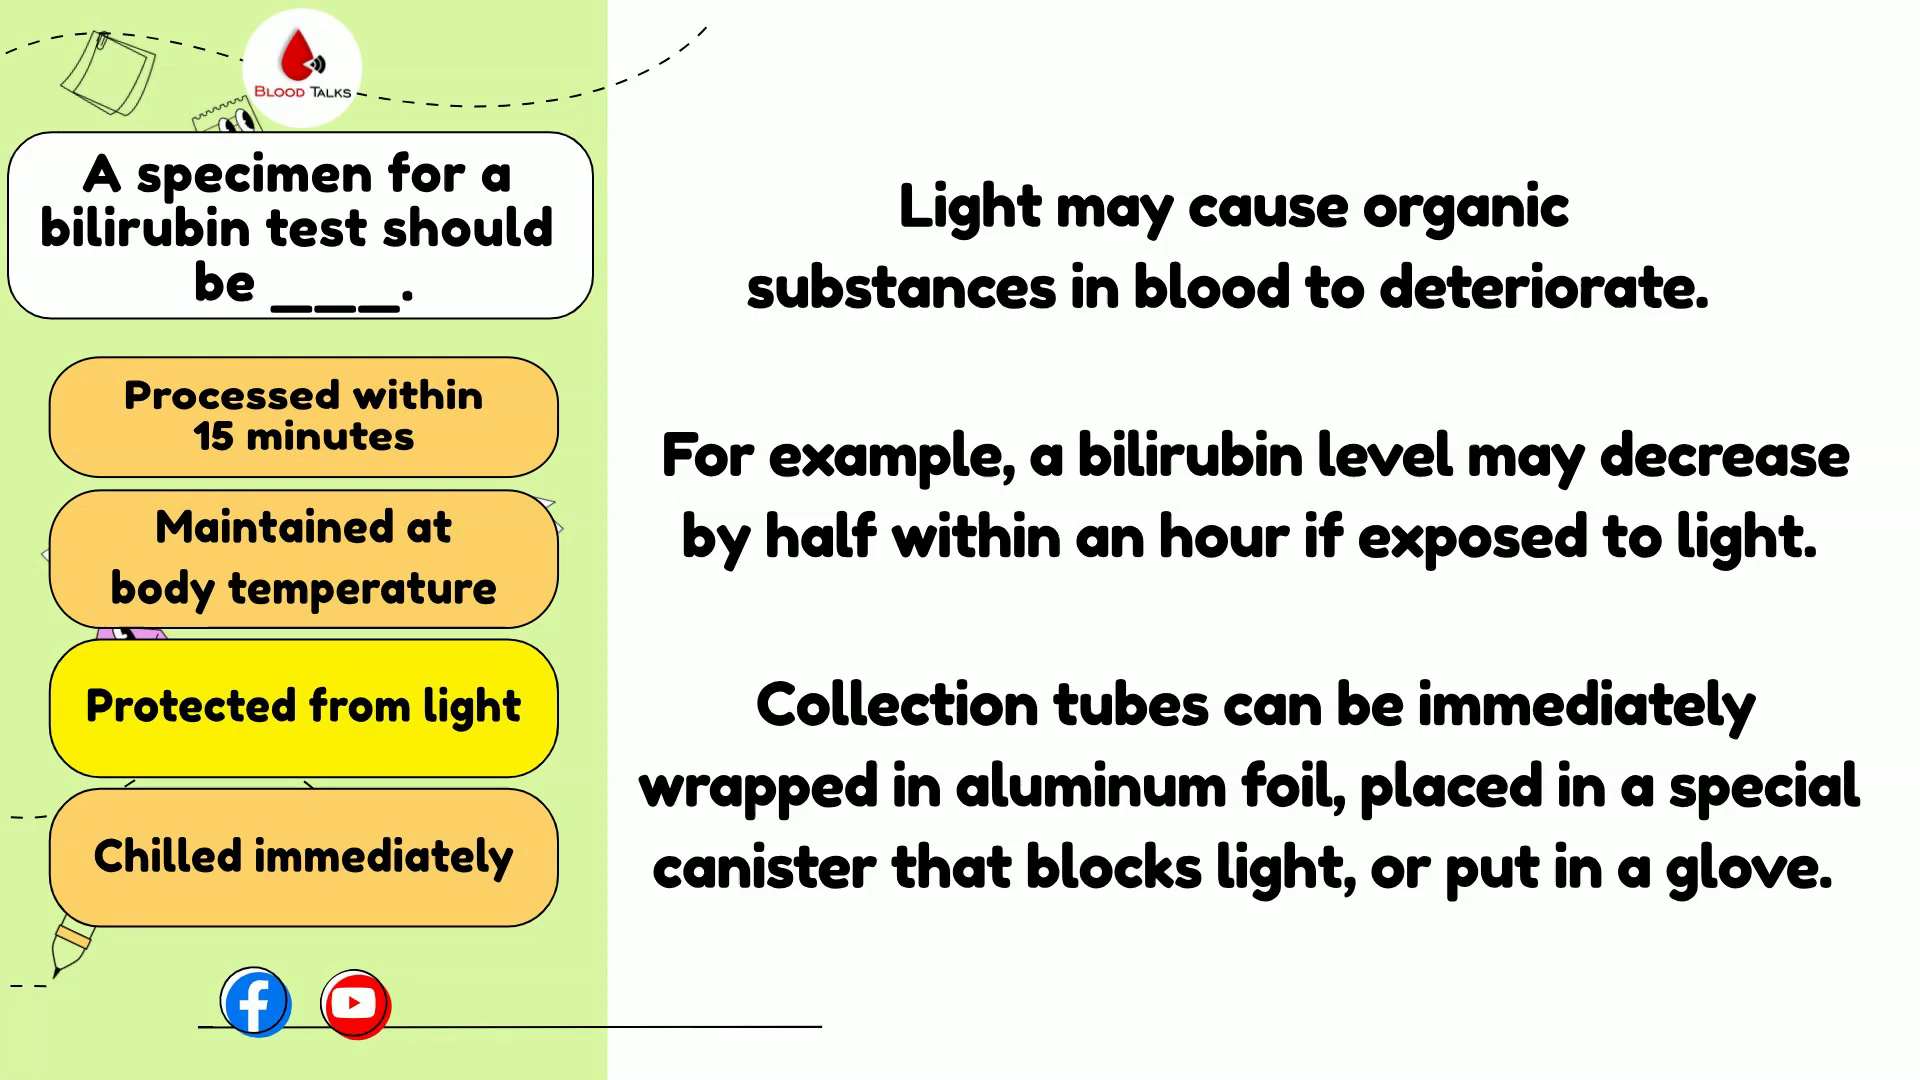 BLOOD TALKS
A specimen for a
bilirubin test should
be ___.
Processed within
15 minutes
Maintained at
body temperature
Protected from light
Chilled immediately
Light may cause organic
substances in blood to deteriorate.
For example, a bilirubin level may decrease
by half within an hour if exposed to light.
Collection tubes can be immediately
wrapped in aluminum foil, placed in a special
canister that blocks light, or put in a glove.